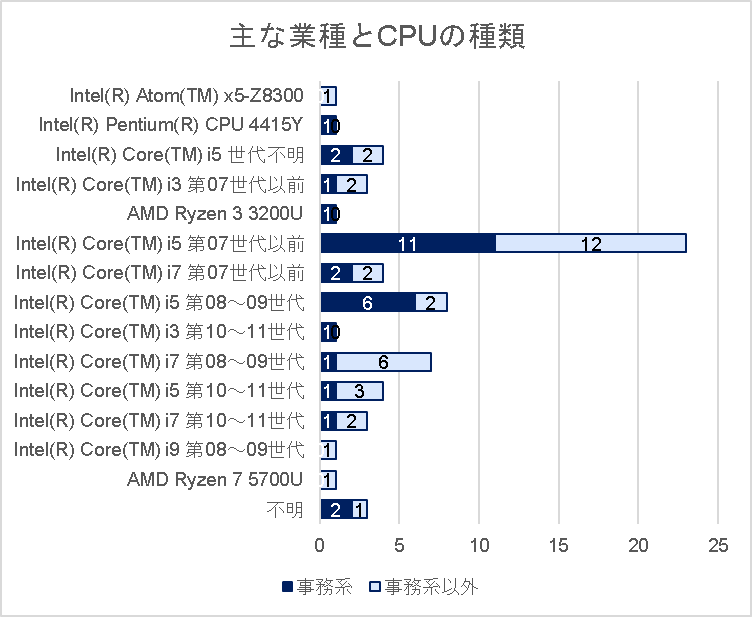 主な業種とCPUの種類
Intel(R) Atom(TM) x5-Z8300 1
Intel(R) Pentium(R) CPU 4415Y 1 0
Intel(R) Core(TM) i5 世代不明 2 2
Intel(R) Core(TM) i3 第07世代以前 1 2
AMD Ryzen 3 3200U 1 0
Intel(R) Core(TM) i5 第07世代以前 11 12
Intel(R) Core(TM) i7 第07世代以前 2 2
Intel(R) Core(TM) i5 第08～09世代 6 2
Intel(R) Core(TM) i3 第10～11世代 1 0
Intel(R) Core(TM) i7 第08～09世代 1 6
Intel(R) Core(TM) i5 第10～11世代 1 3
Intel(R) Core(TM) i7 第10～11世代 1 2
Intel(R) Core(TM) i9 第08～09世代 1
AMD Ryzen 7 5700U 1
不明 2 1
0 5 10 15 20 25
事務系 事務系以外